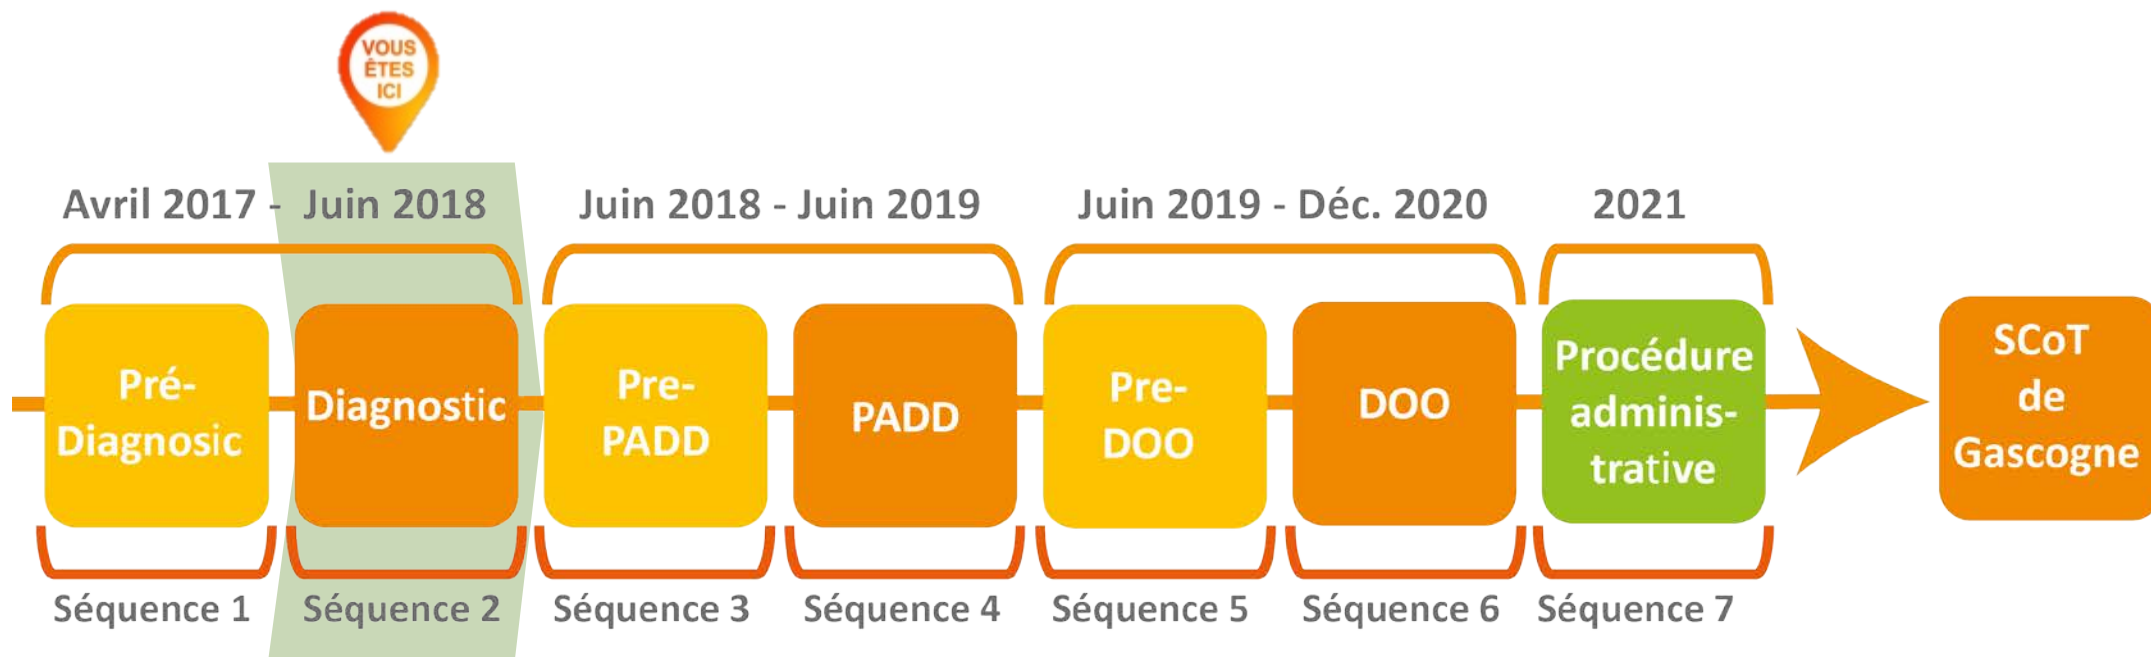 VOUS
ÊTES
ICI
Avril 2017 - Juin 2018
Juin 2018 - Juin 2019
Juin 2019 - Déc. 2020
2021
Pré-
Diagnosic
Diagnostic
Pre-
PADD
PADD
Pre-
DOO
DOO
Procédure
adminis-
trative
SCoT
de
Gascogne
Séquence 1
Séquence 2
Séquence 3
Séquence 4
Séquence 5
Séquence 6
Séquence 7